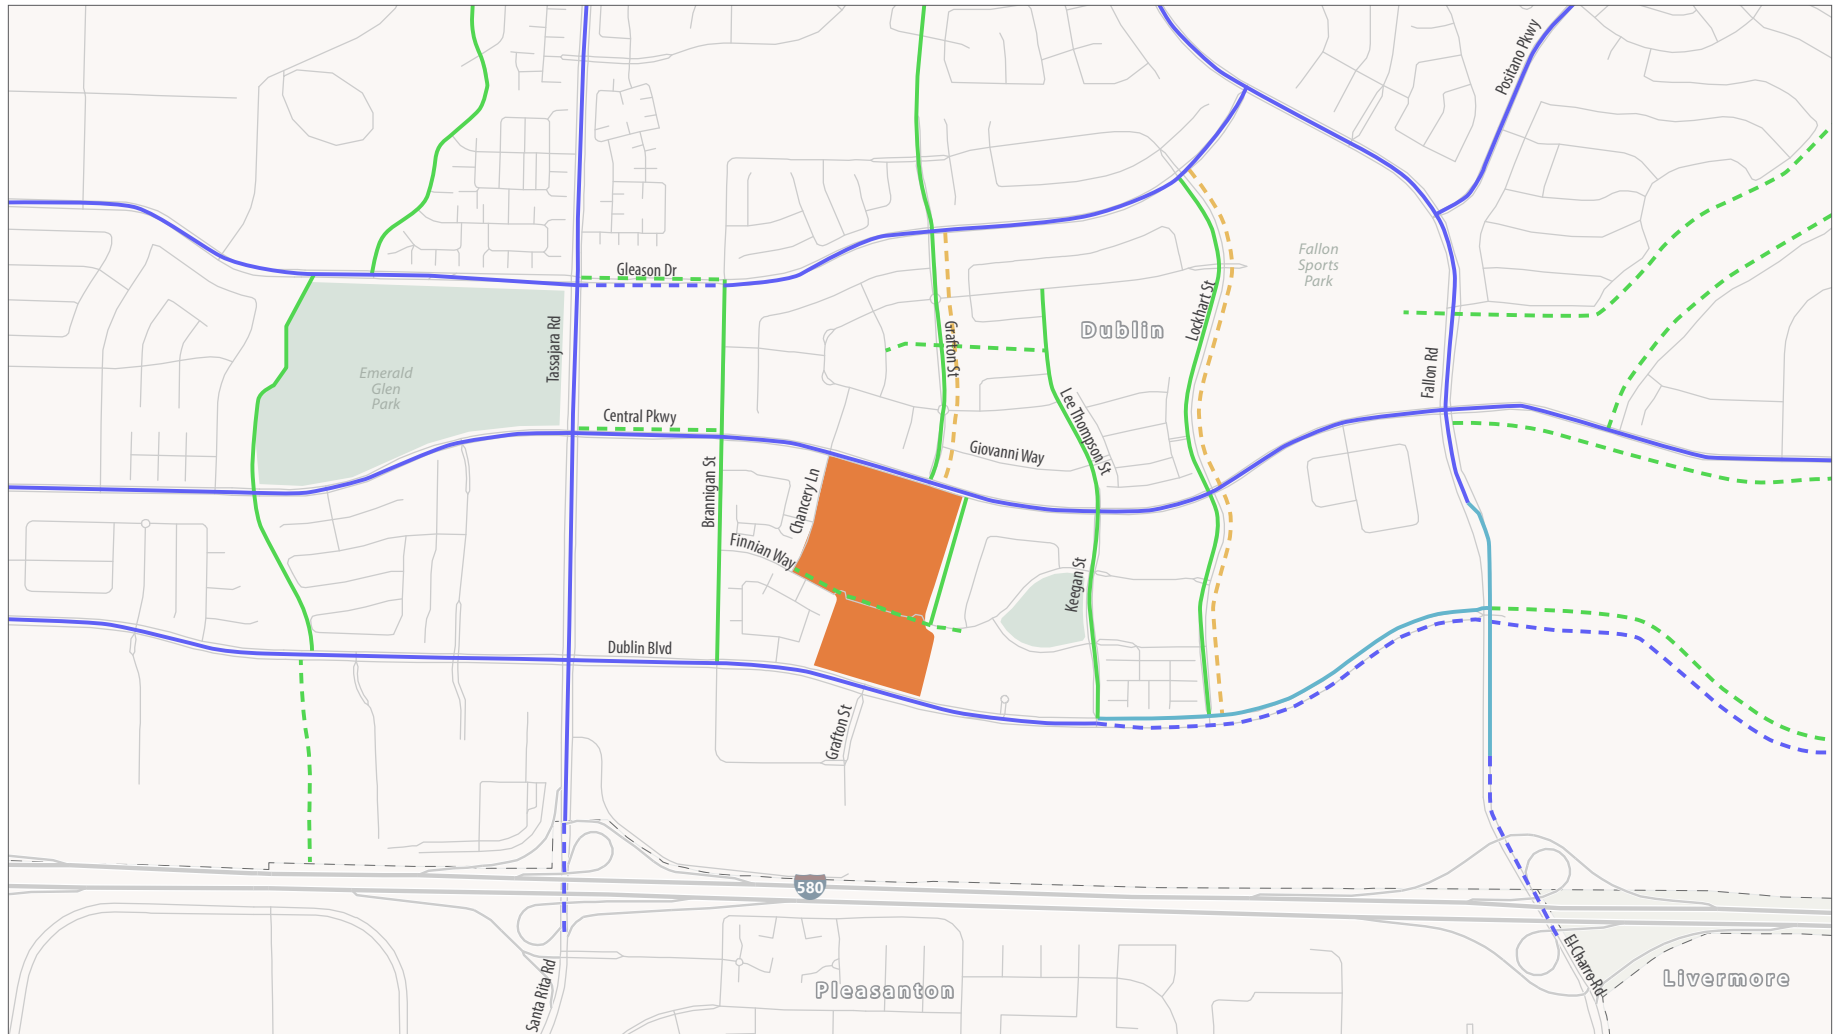 Positano Pkwy
Gleason Dr
Fallon
Sports
Park
Lockhart St
Dublin
Grafton St
Tassajara Rd
Fallon Rd
Emerald
Glen
Park
Central Pkwy
Lee Thompson St
Giovanni Way
Brannigan St
Chancery Ln
Finnian Way
Keegan St
Dublin Blvd
Grafton St
580
El Charro Rd
Santa Rita Rd
Pleasanton
Livermore